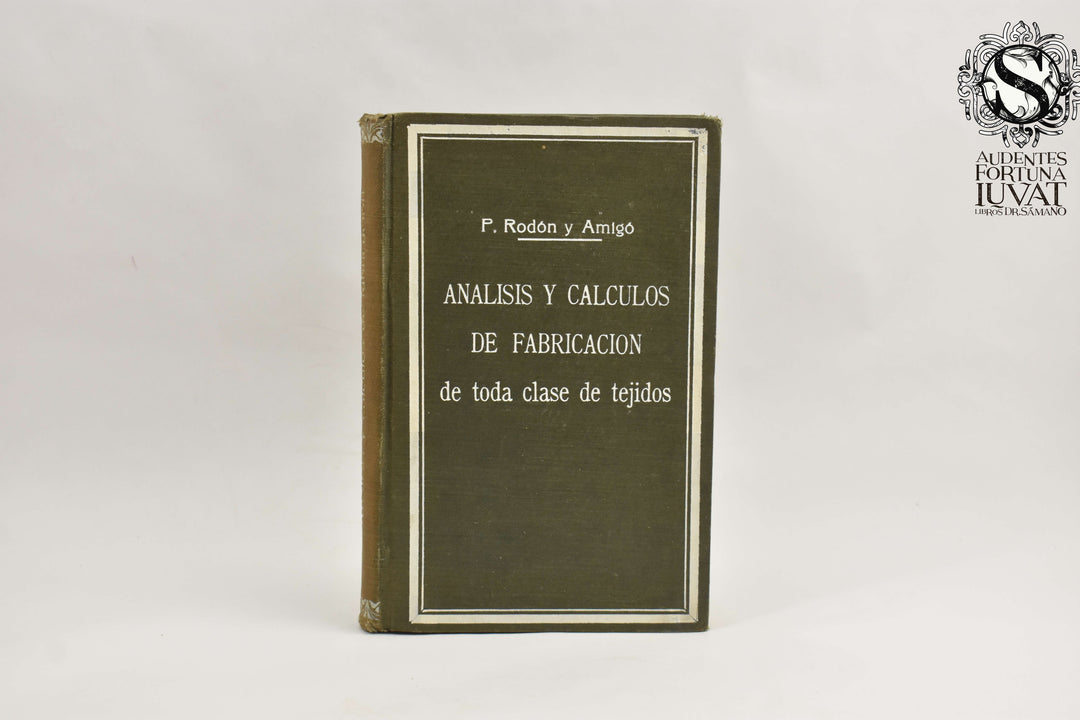 P. Rodón y Amigó
ANALISIS Y CALCULOS
DE FABRICACION
de toda clase de tejidos
S
AUDENTES
FORTUNA
IUVAT
LIBROS DR. SÁMANO